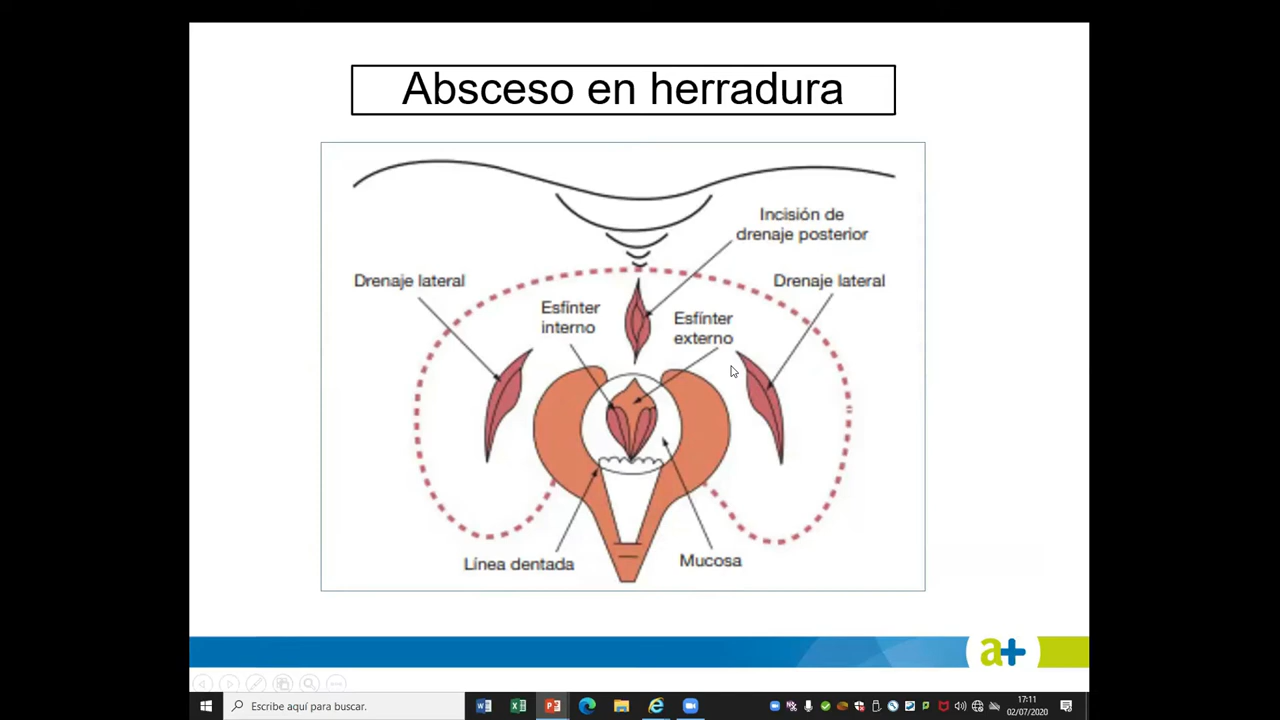 Absceso en herradura
Incisión de
drenaje posterior
Drenaje lateral
Drenaje lateral
Esfínter
interno
Esfínter
externo
Línea dentada
Mucosa
a+
Escribe aquí para buscar.
17:11
02/07/2020